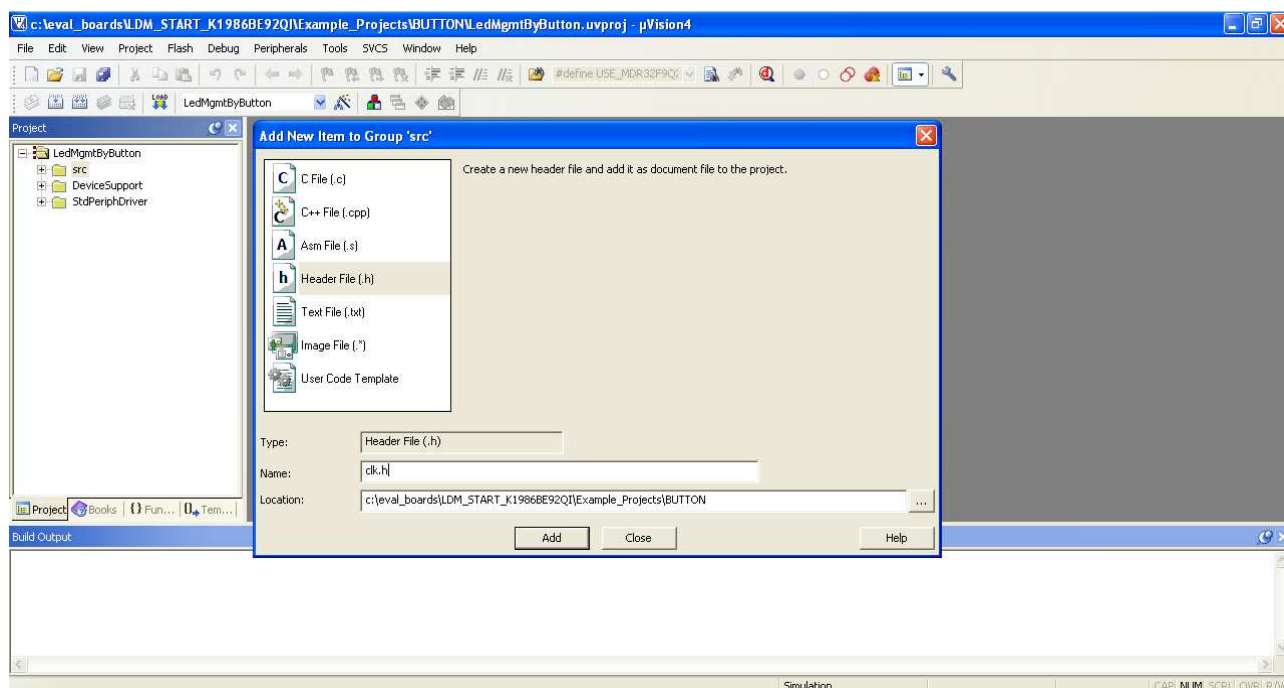 c:\eval_boards\LDM_START_K1986BE92QI\Example_Projects\BUTTON\LedMgmtByButton.uvproj - µVision4
File Edit View Project Flash Debug Peripherals Tools SVCS Window Help
#define USE_MDR32F9Q
LOAD LedMgmtByButton
Project
LedMgmtByButton
src
DeviceSupport
StdPeriphDriver
Add New Item to Group 'src'
C File (.c)
C++ File (.cpp)
Asm File (.s)
Header File (.h)
Text File (.txt)
Image File (.*)
User Code Template
Create a new header file and add it as document file to the project.
Type: Header File (.h)
Name: clk.h
Location: c:\eval_boards\LDM_START_K1986BE92QI\Example_Projects\BUTTON ...
Add Close Help
Project Books {} Fun... 0 Tem...
Build Output
Simulation CAP NUM SCRL OVR R/W